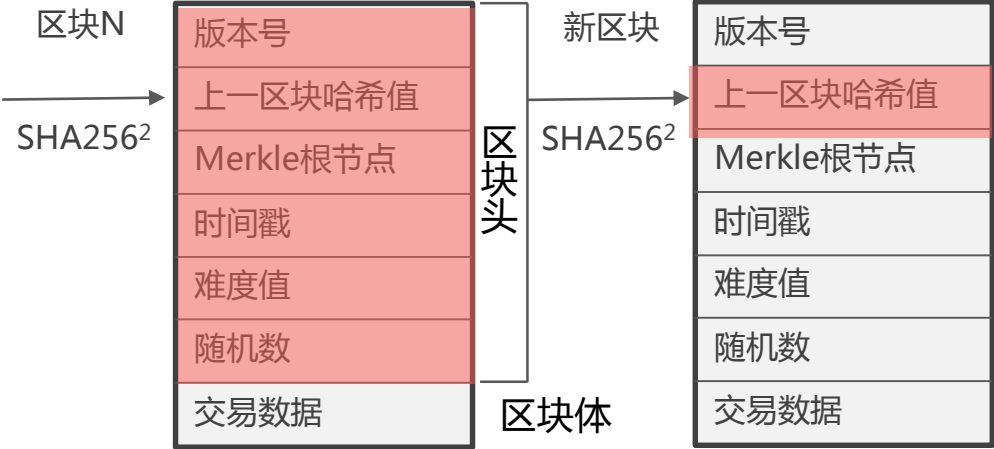 区块N
SHA256²
版本号
上一区块哈希值
Merkle根节点
时间戳
难度值
随机数
交易数据
区块头
区块体
新区块
SHA256²
版本号
上一区块哈希值
Merkle根节点
时间戳
难度值
随机数
交易数据